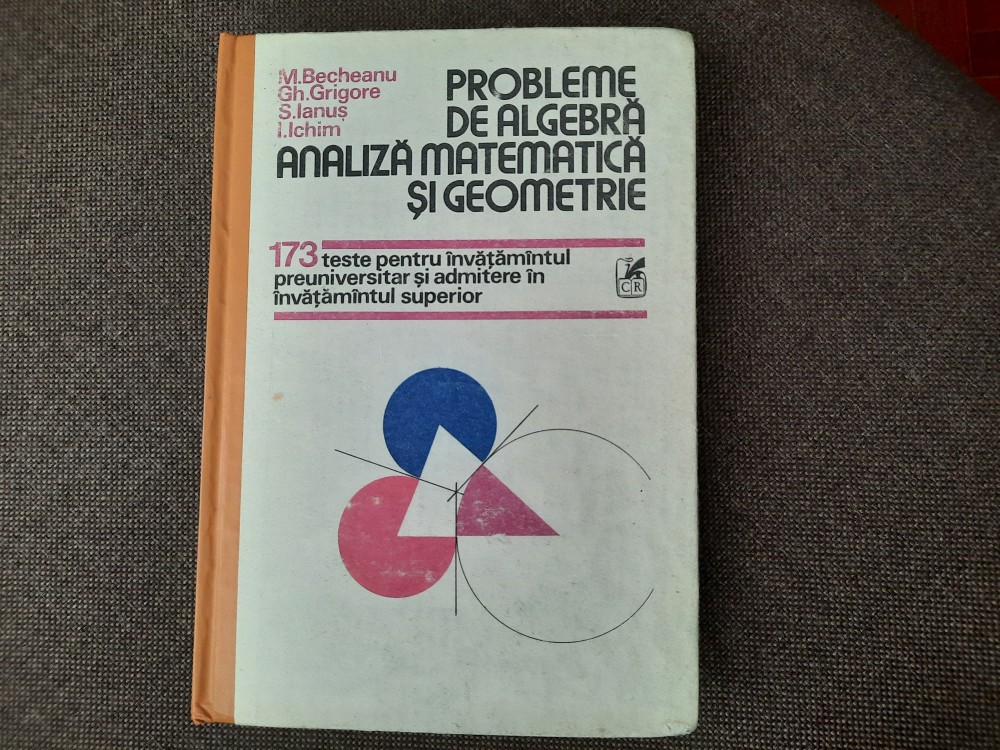 M.Becheanu
Gh.Grigore
S.Ianuș
I.Ichim
PROBLEME
DE ALGEBRĂ
ANALIZĂ MATEMATICĂ
ȘI GEOMETRIE
173 teste pentru învățămîntul
preuniversitar și admitere în
învățămîntul superior
CR